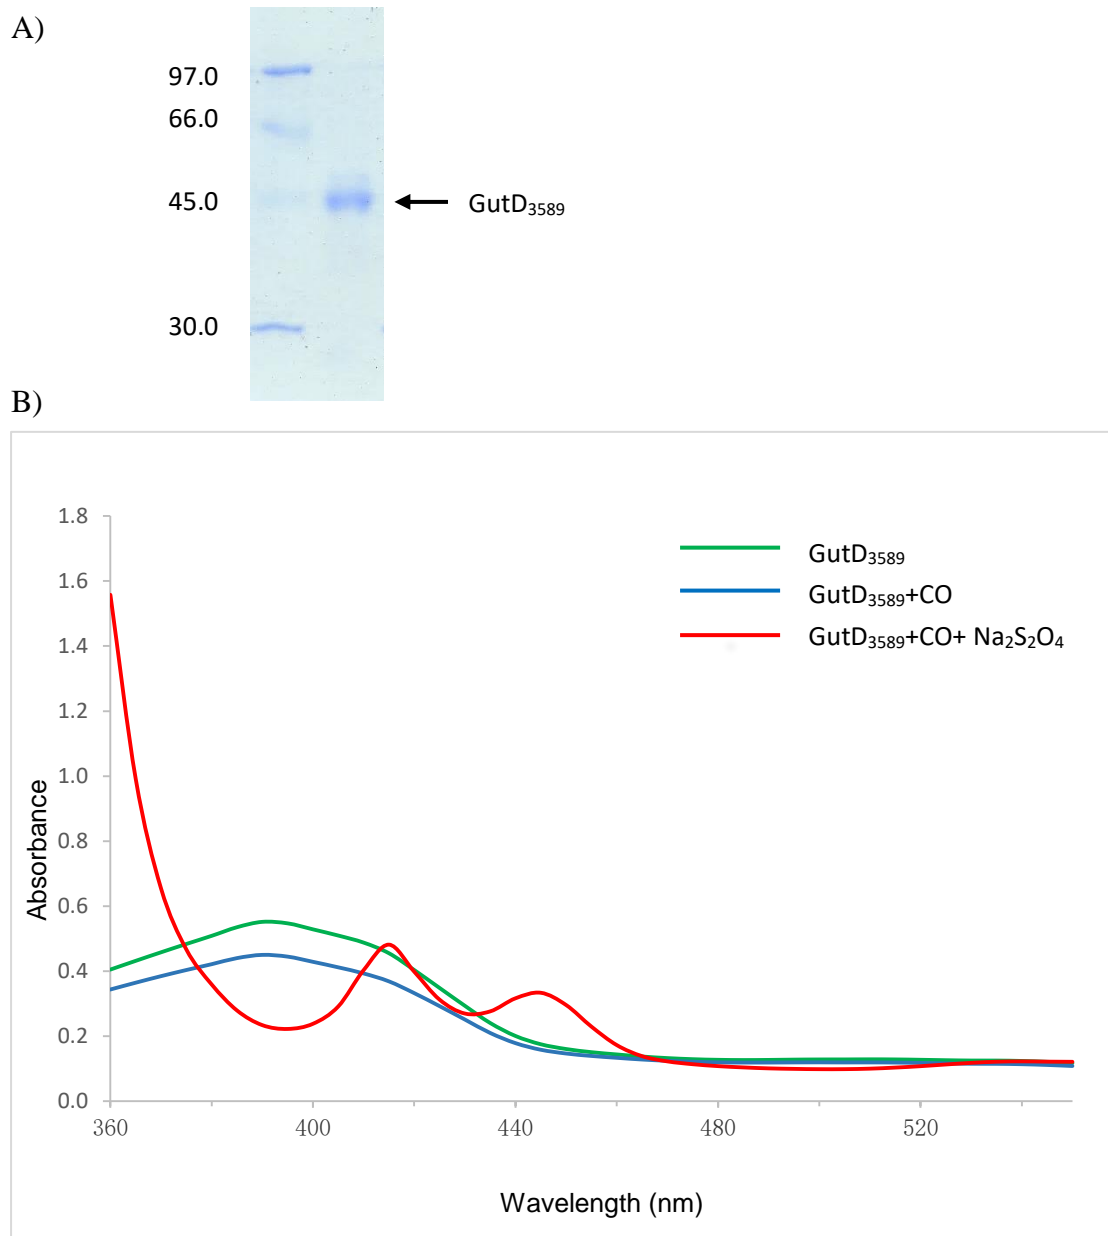 A)
97.0
66.0
45.0
GutD₃₅₈₉
30.0
B)
1.8
1.6
1.4
1.2
1.0
0.8
0.6
0.4
0.2
0.0
Absorbance
GutD₃₅₈₉
GutD₃₅₈₉+CO
GutD₃₅₈₉+CO+ Na₂S₂O₄
360 400 440 480 520
Wavelength (nm)